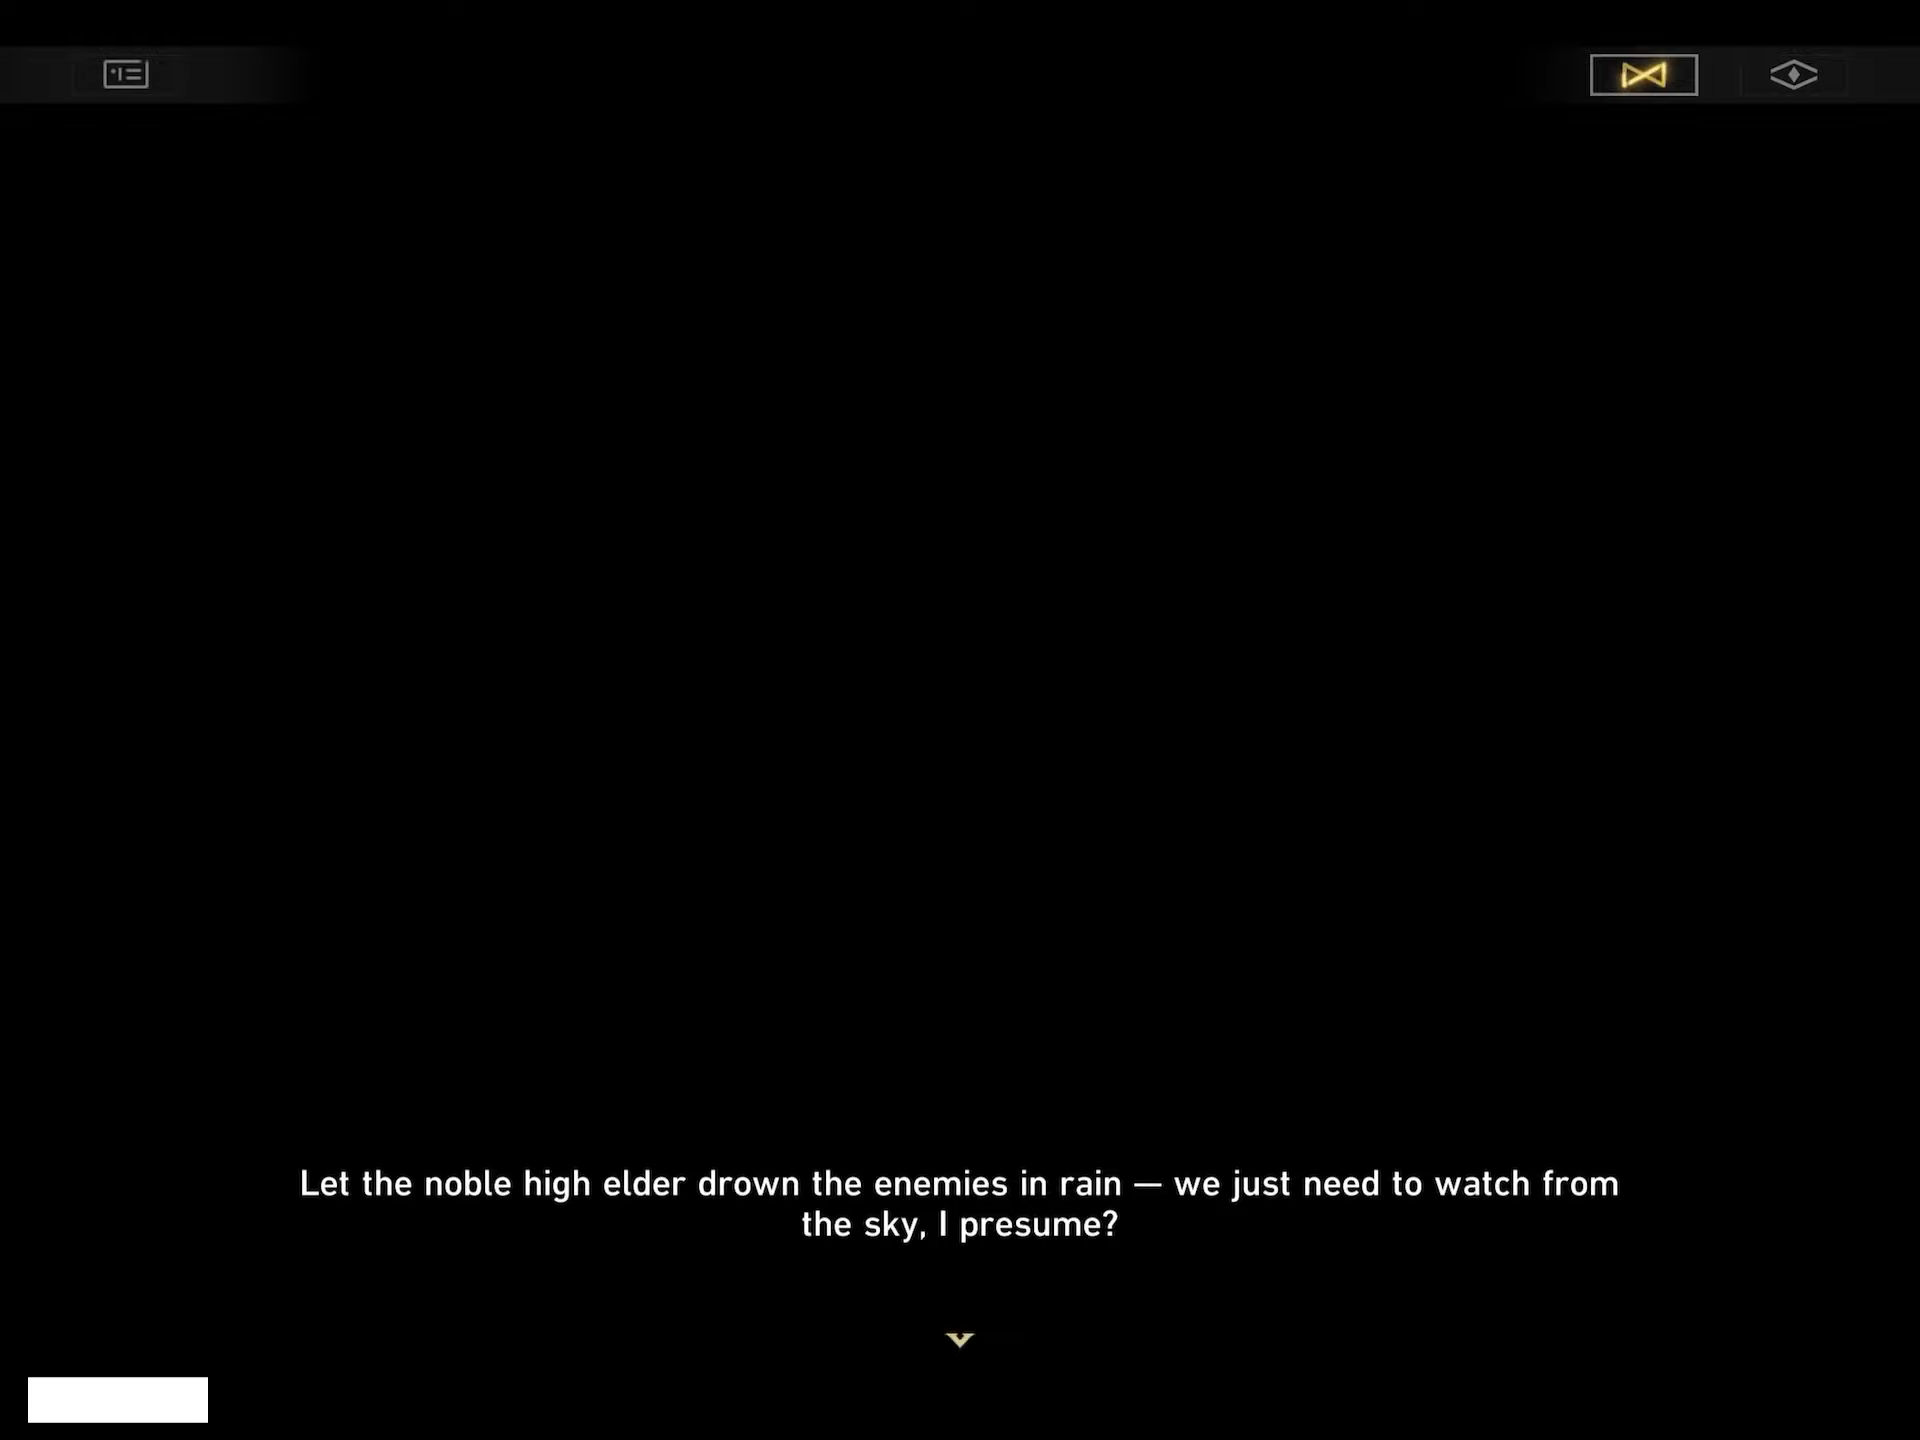 Let the noble high elder drown the enemies in rain — we just need to watch from
the sky, I presume?